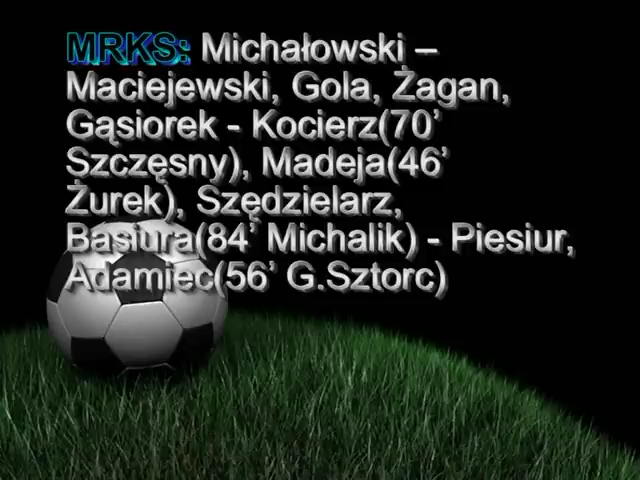 MRKS: Michałowski –
Maciejewski, Gola, Żagan,
Gąsiorek - Kocierz(70’
Szczęsny), Madeja(46’
Żurek), Szędzielarz,
Basiura(84’ Michalik) - Piesiur,
Adamiec(56’ G.Sztorc)